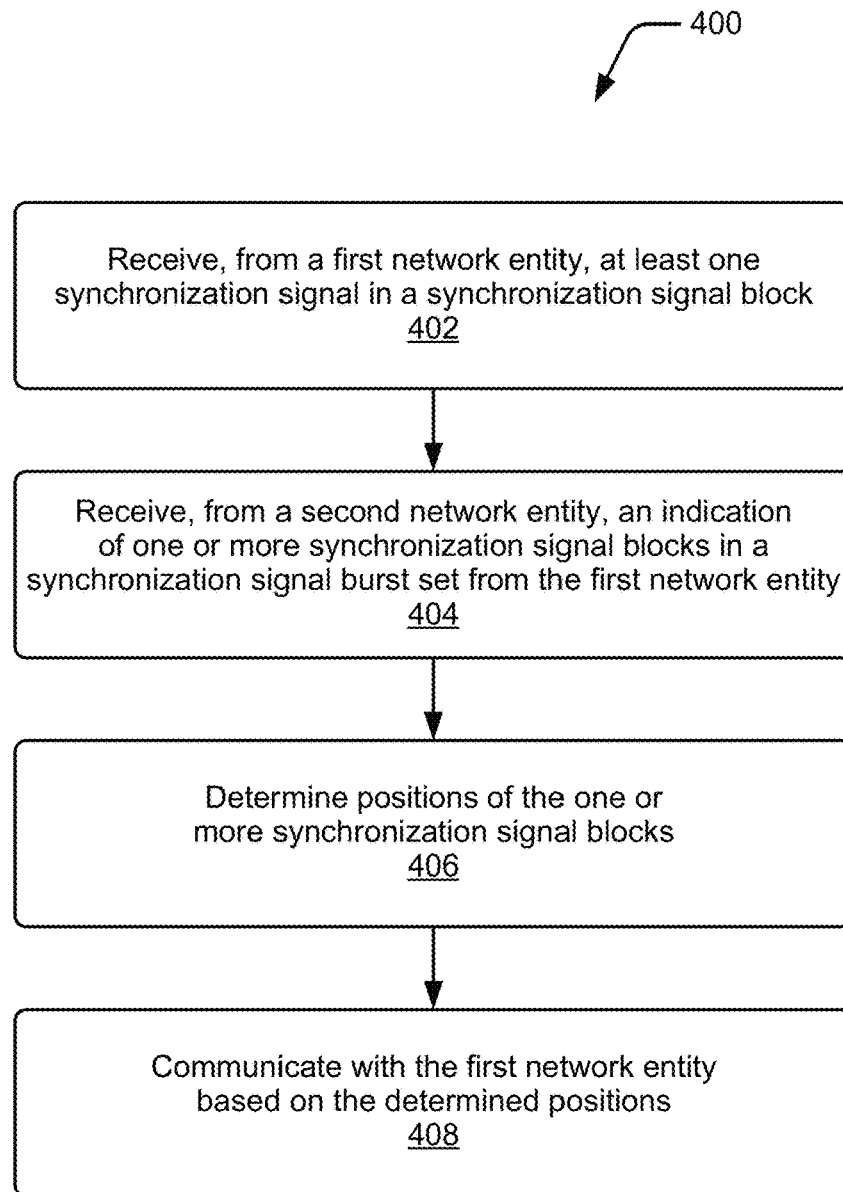 400
Receive, from a first network entity, at least one
synchronization signal in a synchronization signal block
402
Receive, from a second network entity, an indication
of one or more synchronization signal blocks in a
synchronization signal burst set from the first network entity
404
Determine positions of the one or
more synchronization signal blocks
406
Communicate with the first network entity
based on the determined positions
408